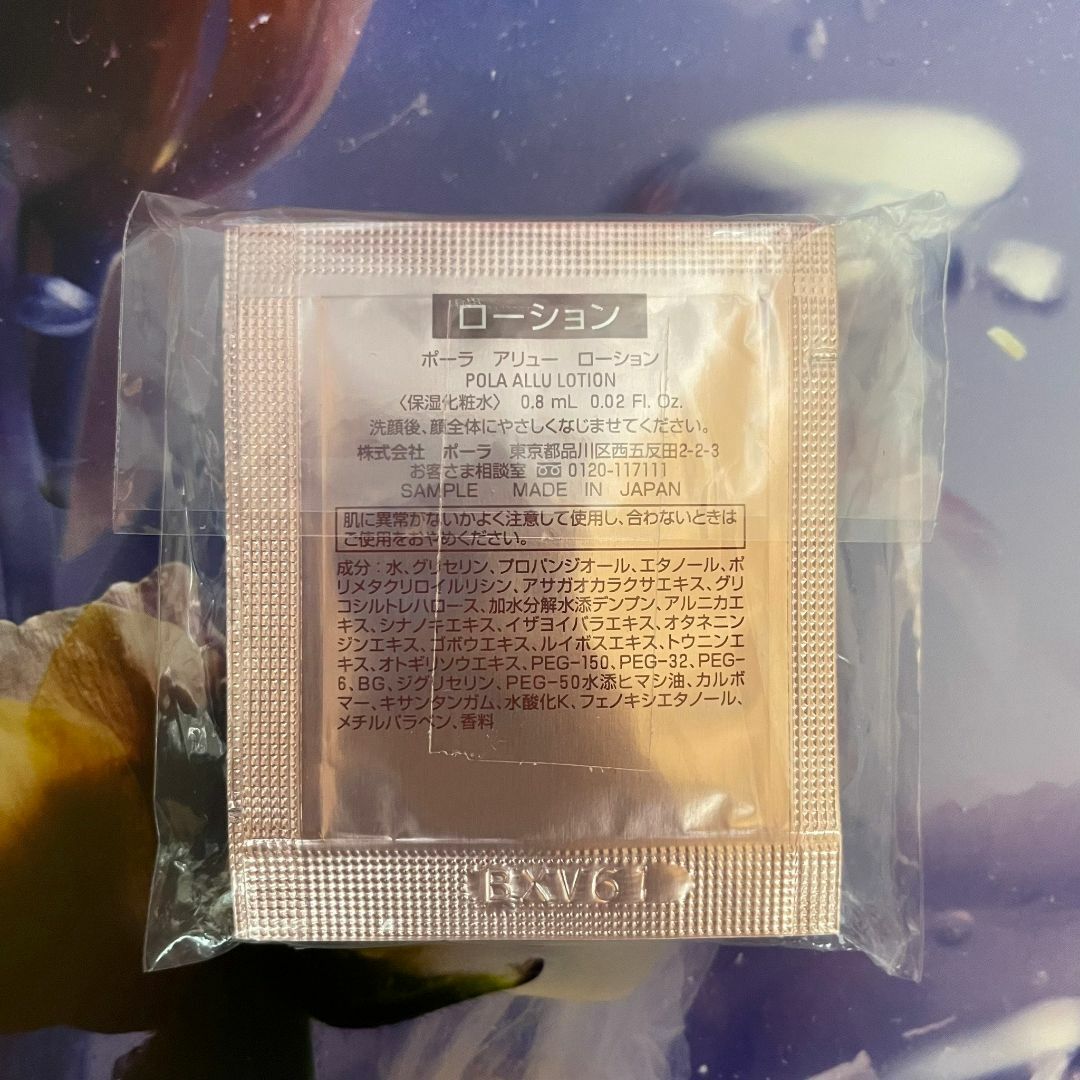 ローション
ポーラ アリュー ローション
POLA ALLU LOTION
〈保湿化粧水〉 0.8 mL 0.02 Fl. Oz.
洗顔後、顔全体にやさしくなじませてください。
株式会社 ポーラ 東京都品川区西五反田2-2-3
お客さま相談室 0120-117111
SAMPLE MADE IN JAPAN
肌に異常がないかよく注意して使用し、合わないときは
ご使用をおやめください。
成分：水、グリセリン、プロパンジオール、エタノール、ポ
リメタクリロイルリシン、アサガオカラクサエキス、グリ
コシルトレハロース、加水分解水添デンプン、アルニカエ
キス、シナノキエキス、イザヨイバラエキス、オタネニン
ジンエキス、ゴボウエキス、ルイボスエキス、トウニンエ
キス、オトギリソウエキス、PEG-150、PEG-32、PEG-
6、BG、ジグリセリン、PEG-50水添ヒマシ油、カルボ
マー、キサンタンガム、水酸化K、フェノキシエタノール、
メチルパラベン、香料
BXV61